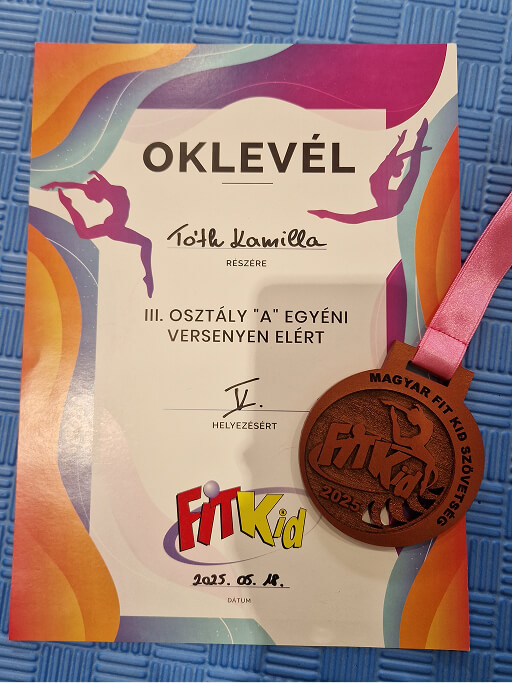 OKLEVÉL
Tóth Kamilla
RÉSZÉRE
III. OSZTÁLY "A" EGYÉNI
VERSENYEN ELÉRT
V.
HELYEZÉSÉRT
FiTKid®
2025. 05. 18.
DÁTUM
MAGYAR FIT KID SZÖVETSÉG
FiTKid
2025